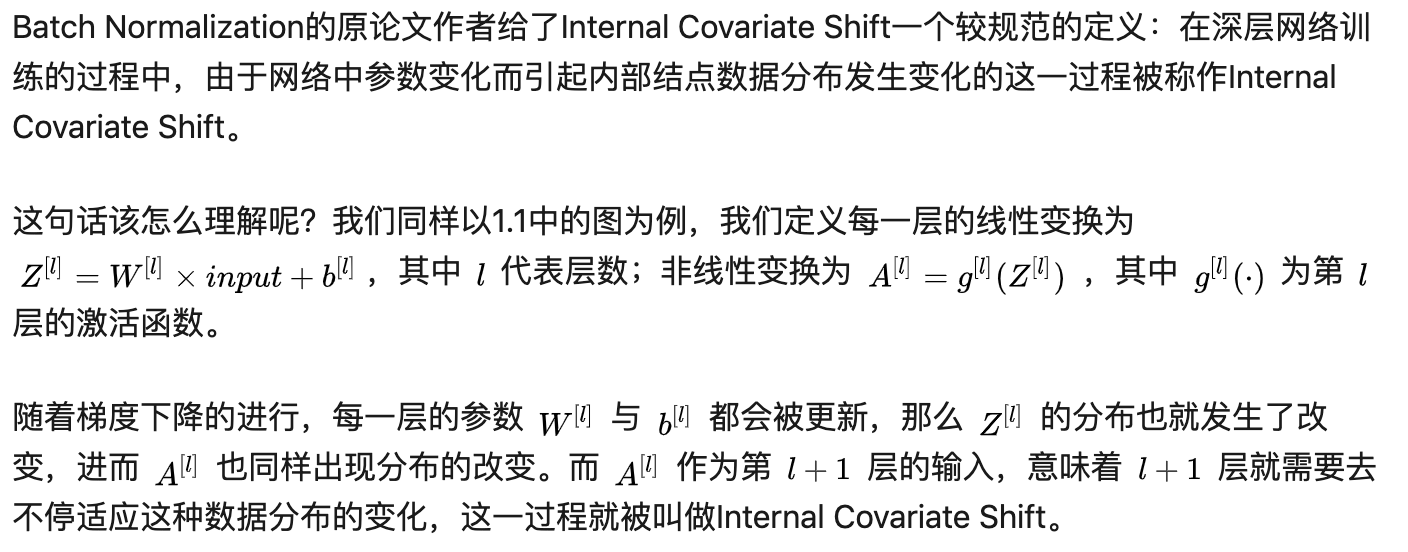 Batch Normalization的原论文作者给了Internal Covariate Shift一个较规范的定义：在深层网络训
练的过程中，由于网络中参数变化而引起内部结点数据分布发生变化的这一过程被称作Internal
Covariate Shift。
这句话该怎么理解呢？我们同样以1.1中的图为例，我们定义每一层的线性变换为
$Z^{[l]} = W^{[l]} \times input + b^{[l]}$ ，其中 $l$ 代表层数；非线性变换为 $A^{[l]} = g^{[l]}(Z^{[l]})$ ，其中 $g^{[l]}(\cdot)$ 为第 $l$
层的激活函数。
随着梯度下降的进行，每一层的参数 $W^{[l]}$ 与 $b^{[l]}$ 都会被更新，那么 $Z^{[l]}$ 的分布也就发生了改
变，进而 $A^{[l]}$ 也同样出现分布的改变。而 $A^{[l]}$ 作为第 $l+1$ 层的输入，意味着 $l+1$ 层就需要去
不停适应这种数据分布的变化，这一过程就被叫做Internal Covariate Shift。